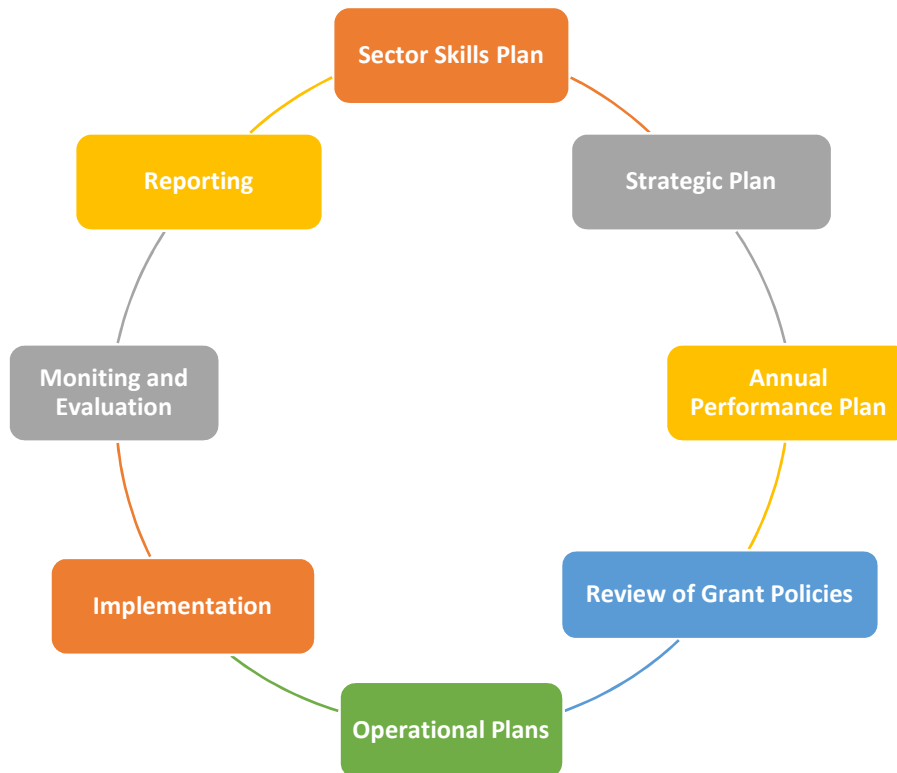 Sector Skills Plan
Strategic Plan
Annual
Performance Plan
Review of Grant Policies
Operational Plans
Implementation
Moniting and
Evaluation
Reporting